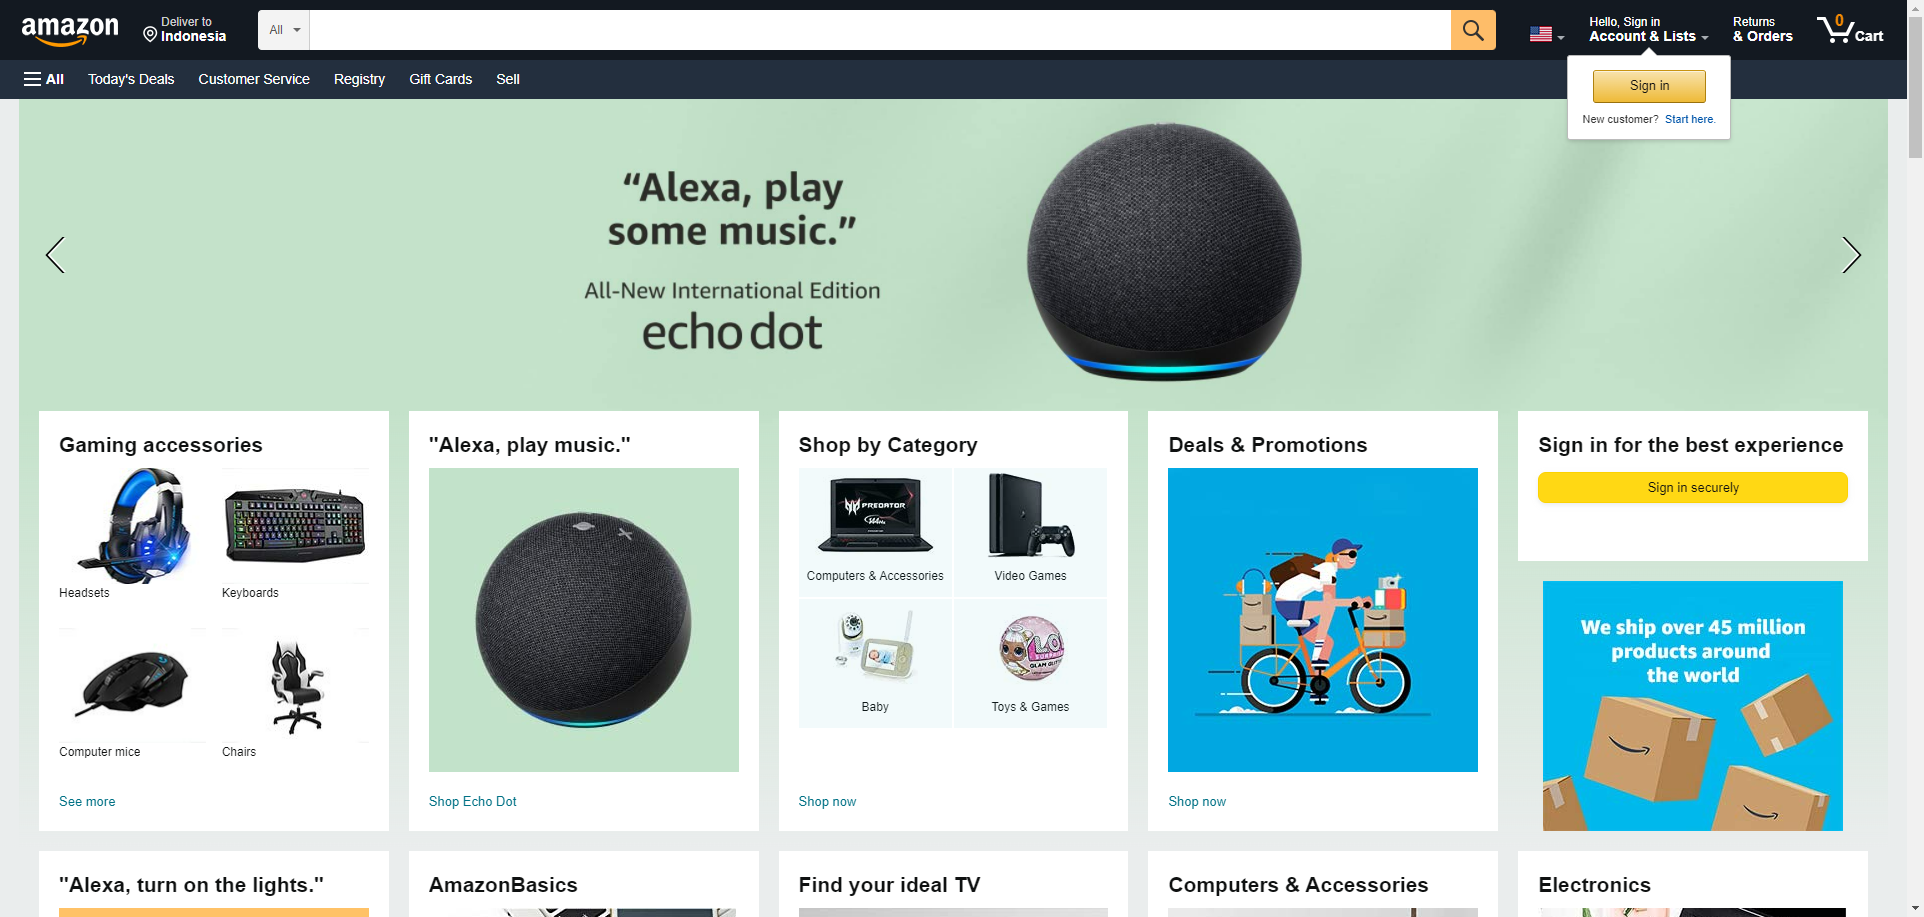 amazon
Deliver to
Indonesia
All
Hello, Sign in
Account & Lists
Returns
& Orders
0
Cart
All
Today's Deals
Customer Service
Registry
Gift Cards
Sell
Sign in
New customer? Start here.
“Alexa, play
some music.”
All-New International Edition
echo dot
Gaming accessories
Headsets
Keyboards
Computer mice
Chairs
See more
"Alexa, play music."
Shop Echo Dot
Shop by Category
PREDATOR
Computers & Accessories
Video Games
Baby
Toys & Games
Shop now
Deals & Promotions
Shop now
Sign in for the best experience
Sign in securely
We ship over 45 million
products around
the world
"Alexa, turn on the lights."
AmazonBasics
Find your ideal TV
Computers & Accessories
Electronics